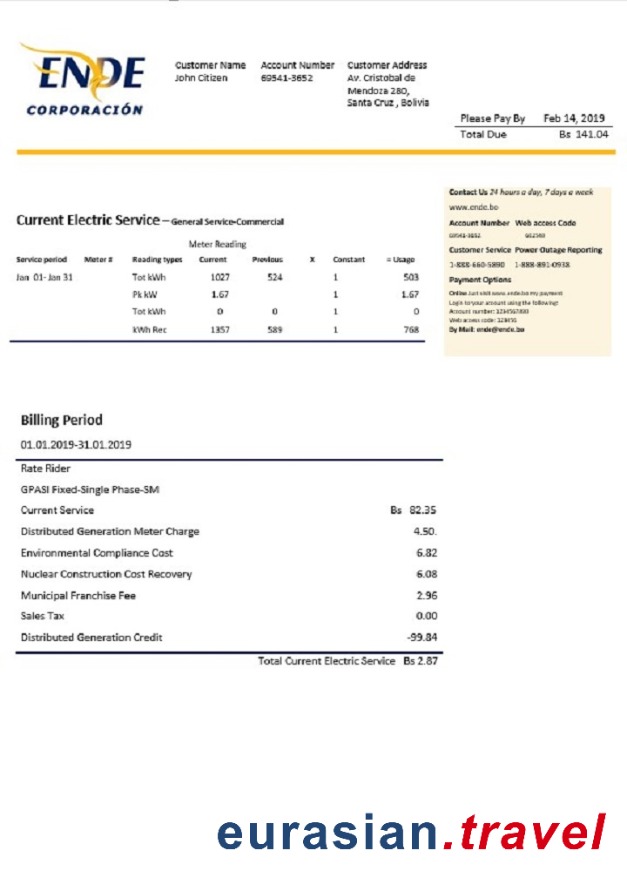 ENDE
CORPORACIÓN
Customer Name Account Number Customer Address
John Citizen 69541-3652 Av. Cristobal de
Mendoza 280,
Santa Cruz , Bolivia
Please Pay By Feb 14, 2019
Total Due Bs 141.04
Contact Us 24 hours a day, 7 days a week
www.ende.bo
Account Number Web access Code
69541-3652
Customer Service Power Outage Reporting
1-888-660-5890 1-888-891-0938
Payment Options
Online Just visit www.ende.bo my payment
Login to your account using the following:
Account number: 1234567890
Web access code: 123456
By Mail: ende@ende.bo
Current Electric Service – General Service-Commercial
Meter Reading
Service period Meter # Reading types Current Previous X Constant = Usage
Jan 01- Jan 31 Tot kWh 1027 524 1 503
Pk kW 1.67 1 1.67
Tot kWh 0 0 1 0
kWh Rec 1357 589 1 768
Billing Period
01.01.2019-31.01.2019
Rate Rider
GPASI Fixed-Single Phase-SM
Current Service Bs 82.35
Distributed Generation Meter Charge 4.50.
Environmental Compliance Cost 6.82
Nuclear Construction Cost Recovery 6.08
Municipal Franchise Fee 2.96
Sales Tax 0.00
Distributed Generation Credit -99.84
Total Current Electric Service Bs 2.87
eurasian.travel